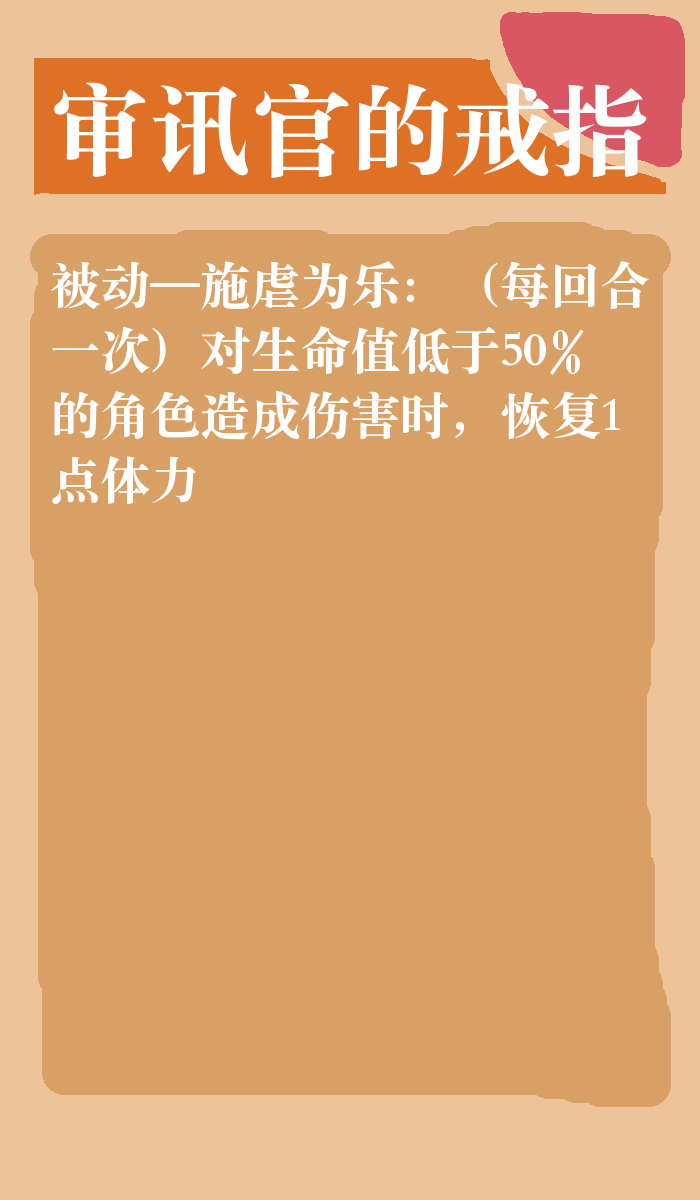 审讯官的戒指
被动—施虐为乐：（每回合
一次）对生命值低于50%
的角色造成伤害时，恢复1
点体力